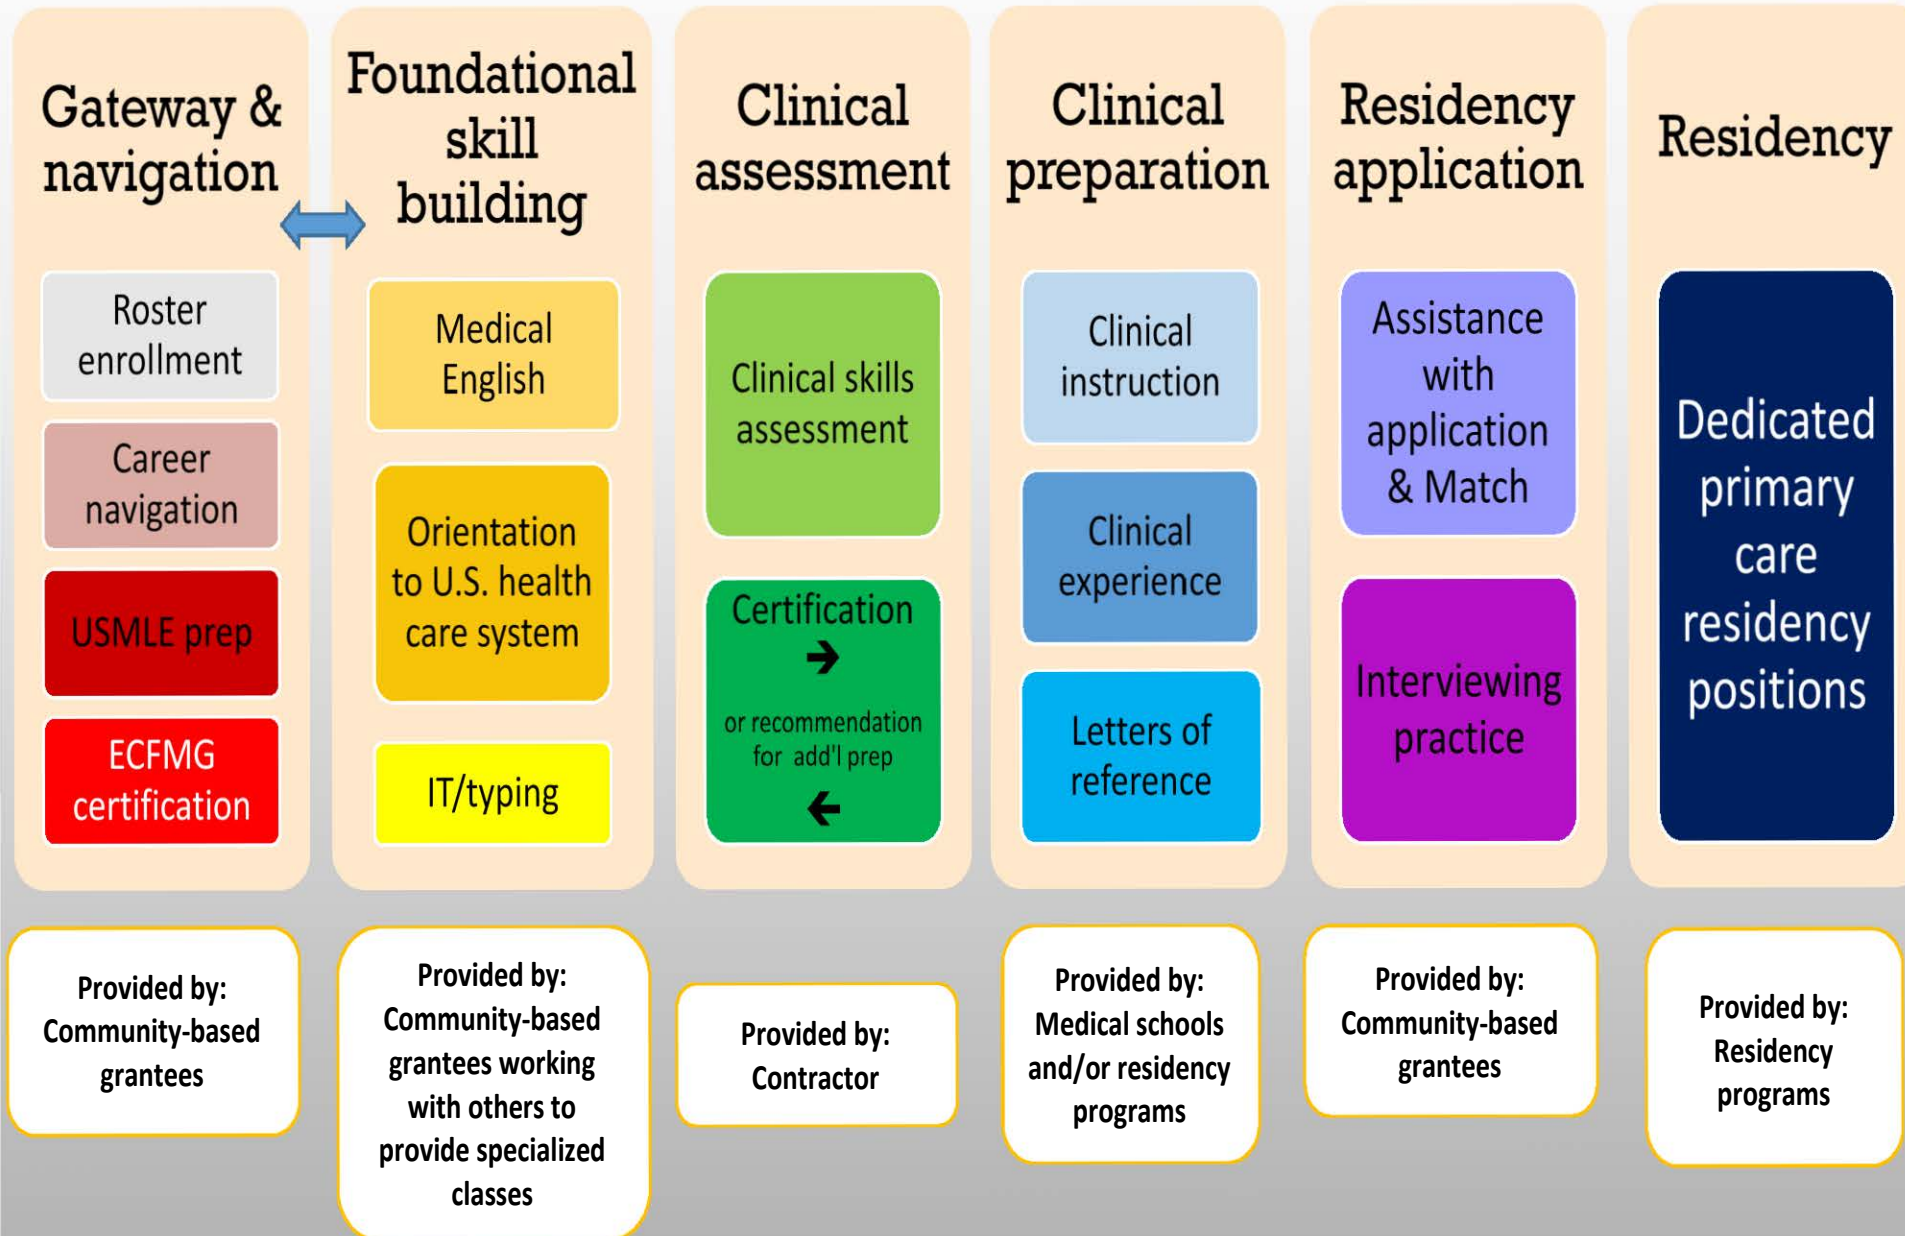 Gateway &
navigation
Roster
enrollment
Career
navigation
USMLE prep
ECFMG
certification
Provided by:
Community-based
grantees
Foundational
skill
building
Medical
English
Orientation
to U.S. health
care system
IT/typing
Provided by:
Community-based
grantees working
with others to
provide specialized
classes
Clinical
assessment
Clinical skills
assessment
Certification
➔
or recommendation
for add'l prep
🡸
Provided by:
Contractor
Clinical
preparation
Clinical
instruction
Clinical
experience
Letters of
reference
Provided by:
Medical schools
and/or residency
programs
Residency
application
Assistance
with
application
& Match
Interviewing
practice
Provided by:
Community-based
grantees
Residency
Dedicated
primary
care
residency
positions
Provided by:
Residency
programs